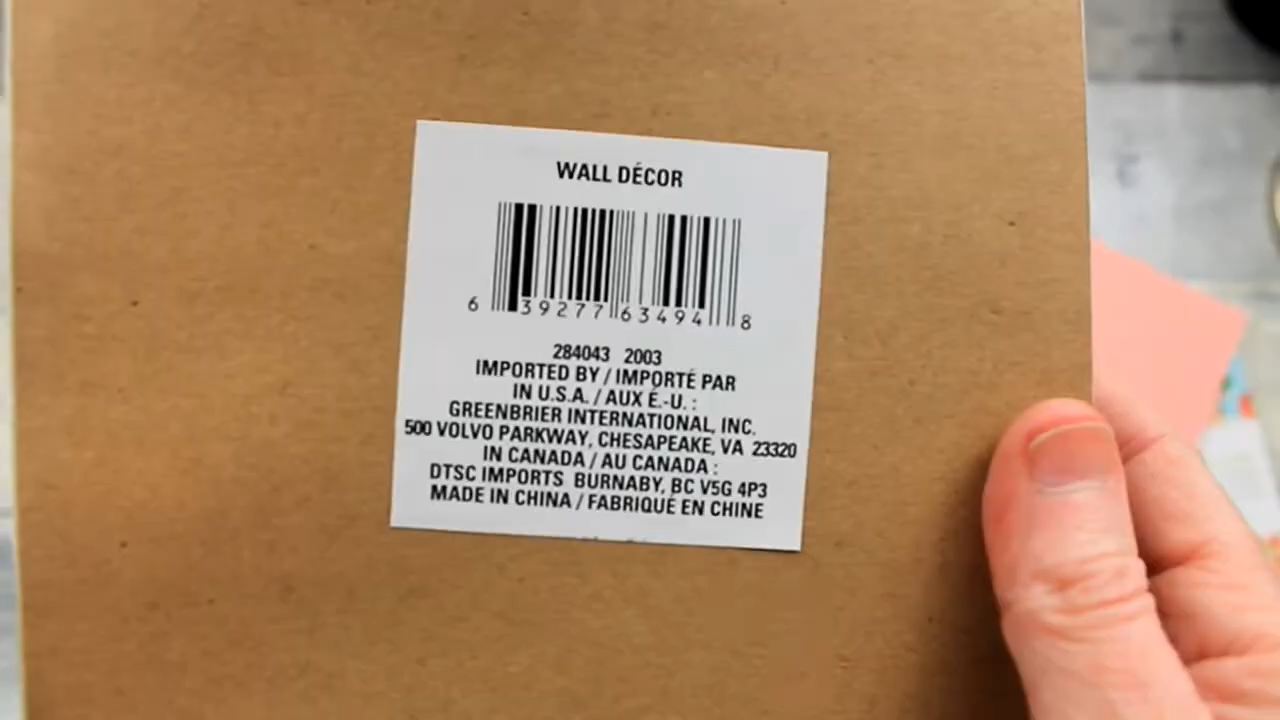 WALL DÉCOR
6 39277 63494 8
284043 2003
IMPORTED BY / IMPORTÉ PAR
IN U.S.A. / AUX É.-U. :
GREENBRIER INTERNATIONAL, INC.
500 VOLVO PARKWAY, CHESAPEAKE, VA 23320
IN CANADA / AU CANADA :
DTSC IMPORTS BURNABY, BC V5G 4P3
MADE IN CHINA / FABRIQUÉ EN CHINE